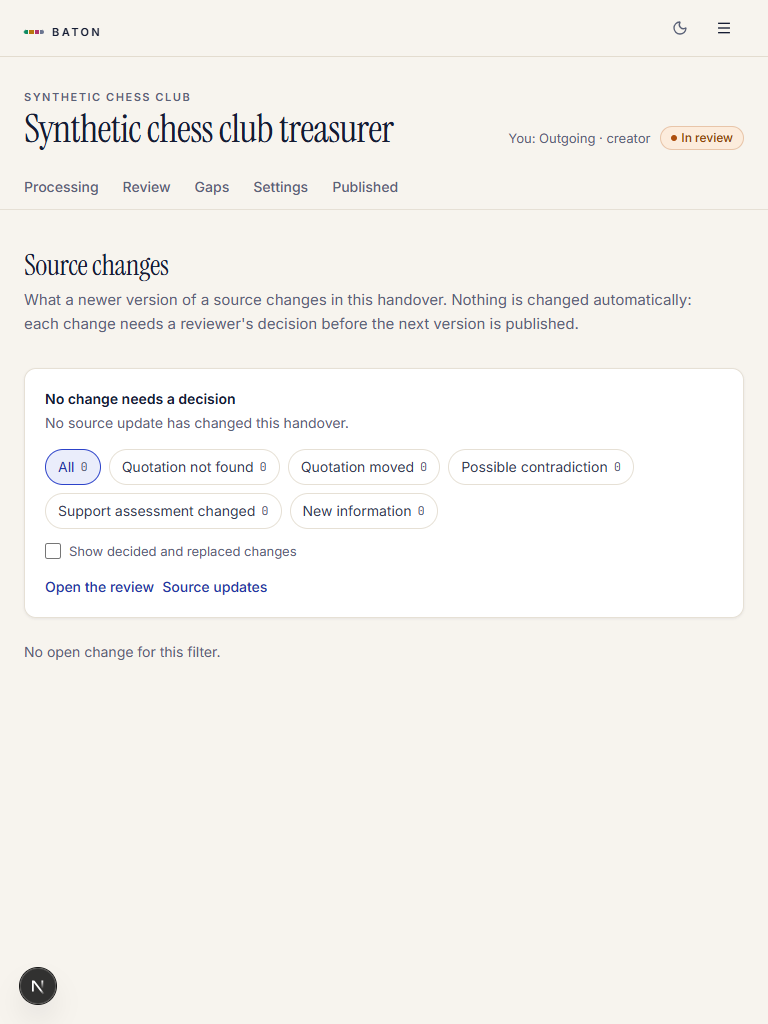 BATON
SYNTHETIC CHESS CLUB
Synthetic chess club treasurer
You: Outgoing · creator
In review
Processing Review Gaps Settings Published
Source changes
What a newer version of a source changes in this handover. Nothing is changed automatically:
each change needs a reviewer's decision before the next version is published.
No change needs a decision
No source update has changed this handover.
All 0 Quotation not found 0 Quotation moved 0 Possible contradiction 0
Support assessment changed 0 New information 0
Show decided and replaced changes
Open the review Source updates
No open change for this filter.
N